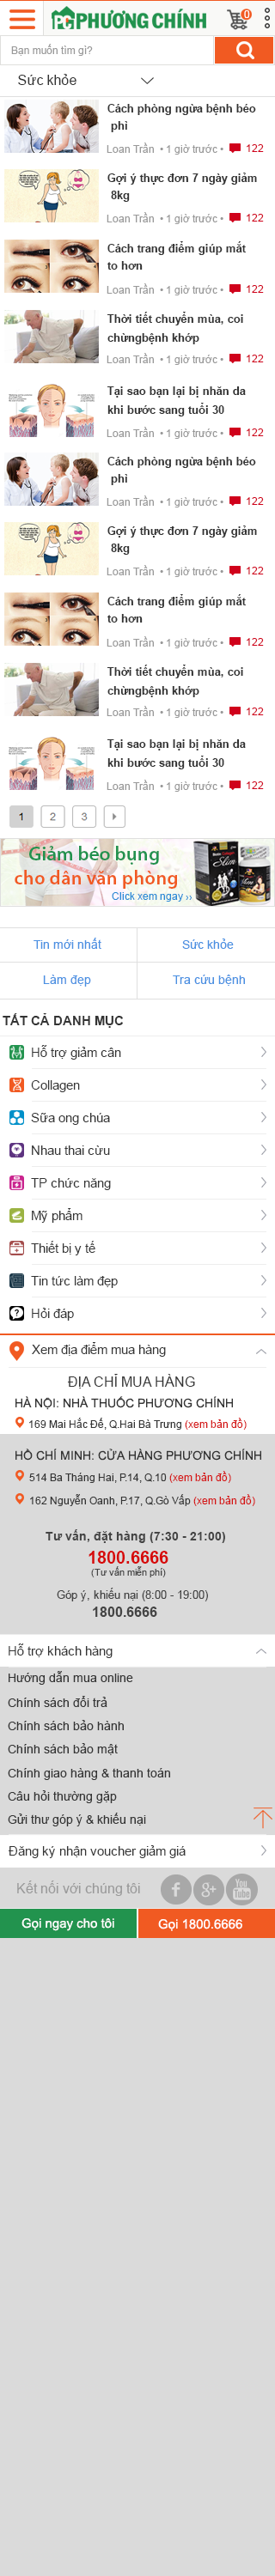 PHƯƠNG CHÍNH
0
Bạn muốn tìm gì?
Sức khỏe
Cách phòng ngừa bệnh béo
phì
Loan Trần • 1 giờ trước • 122
Gợi ý thực đơn 7 ngày giảm
8kg
Loan Trần • 1 giờ trước • 122
Cách trang điểm giúp mắt
to hơn
Loan Trần • 1 giờ trước • 122
Thời tiết chuyển mùa, coi
chừngbệnh khớp
Loan Trần • 1 giờ trước • 122
Tại sao bạn lại bị nhăn da
khi bước sang tuổi 30
Loan Trần • 1 giờ trước • 122
Cách phòng ngừa bệnh béo
phì
Loan Trần • 1 giờ trước • 122
Gợi ý thực đơn 7 ngày giảm
8kg
Loan Trần • 1 giờ trước • 122
Cách trang điểm giúp mắt
to hơn
Loan Trần • 1 giờ trước • 122
Thời tiết chuyển mùa, coi
chừngbệnh khớp
Loan Trần • 1 giờ trước • 122
Tại sao bạn lại bị nhăn da
khi bước sang tuổi 30
Loan Trần • 1 giờ trước • 122
1 2 3
Giảm béo bụng
cho dân văn phòng
Click xem ngay ››
Slim
Tin mới nhất Sức khỏe
Làm đẹp Tra cứu bệnh
TẤT CẢ DANH MỤC
Hỗ trợ giảm cân
Collagen
Sữa ong chúa
Nhau thai cừu
TP chức năng
Mỹ phẩm
Thiết bị y tế
Tin tức làm đẹp
Hỏi đáp
Xem địa điểm mua hàng
ĐỊA CHỈ MUA HÀNG
HÀ NỘI: NHÀ THUỐC PHƯƠNG CHÍNH
169 Mai Hắc Đế, Q.Hai Bà Trưng (xem bản đồ)
HỒ CHÍ MINH: CỬA HÀNG PHƯƠNG CHÍNH
514 Ba Tháng Hai, P.14, Q.10 (xem bản đồ)
162 Nguyễn Oanh, P.17, Q.Gò Vấp (xem bản đồ)
Tư vấn, đặt hàng (7:30 - 21:00)
1800.6666
(Tư vấn miễn phí)
Góp ý, khiếu nại (8:00 - 19:00)
1800.6666
Hỗ trợ khách hàng
Hướng dẫn mua online
Chính sách đổi trả
Chính sách bảo hành
Chính sách bảo mật
Chính giao hàng & thanh toán
Câu hỏi thường gặp
Gửi thư góp ý & khiếu nại
Đăng ký nhận voucher giảm giá
Kết nối với chúng tôi
f g+ You Tube
Gọi ngay cho tôi Gọi 1800.6666